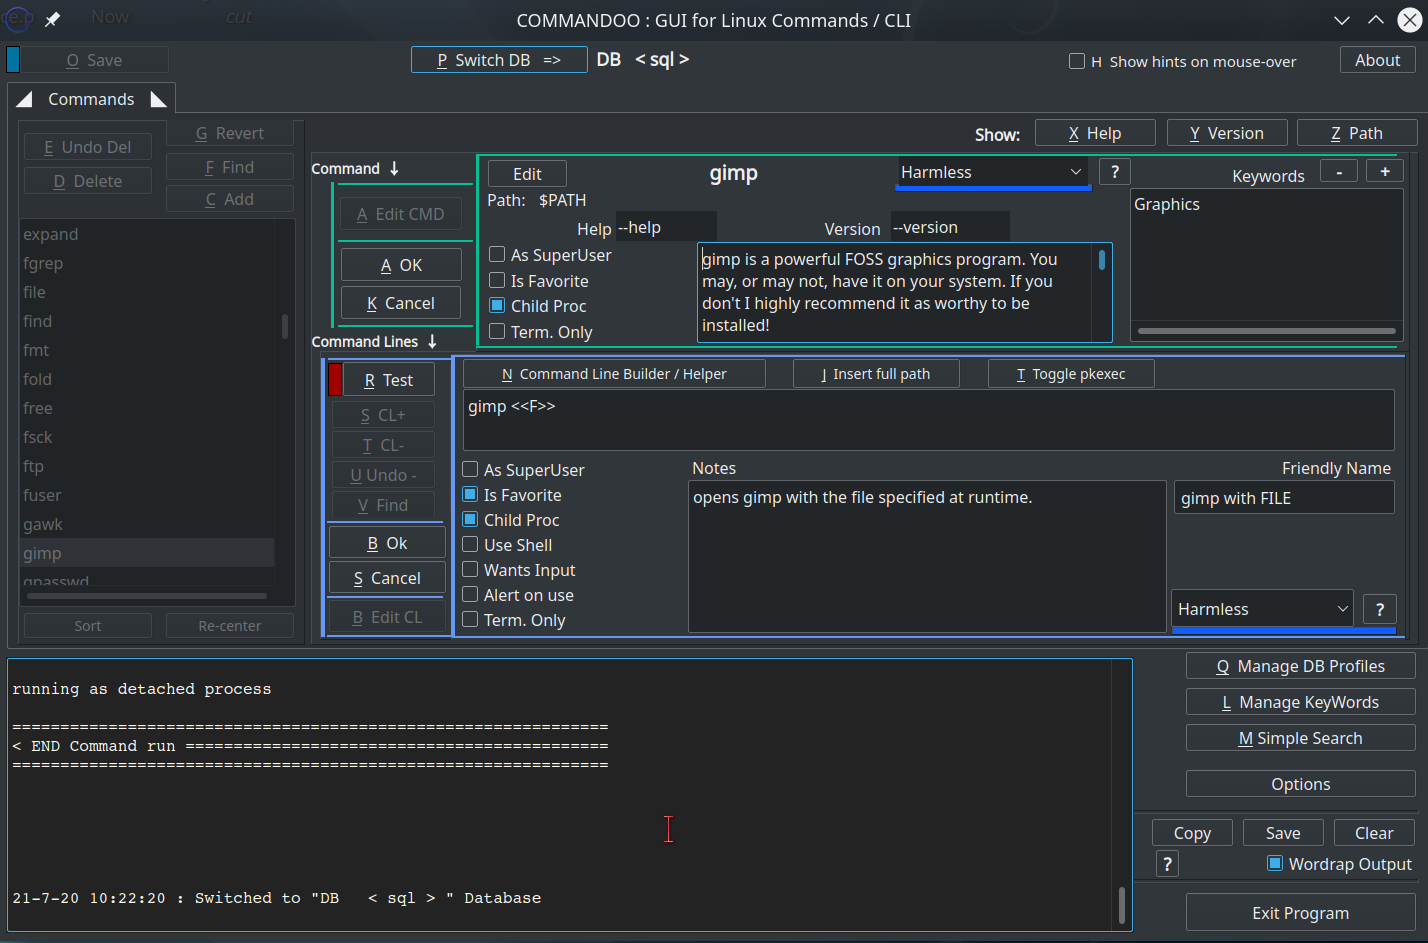 Now
cut
COMMANDOO : GUI for Linux Commands / CLI
O Save
P Switch DB =>
DB < sql >
H Show hints on mouse-over
About
Commands
E Undo Del
G Revert
D Delete
F Find
C Add
Show:
X Help
Y Version
Z Path
expand
fgrep
file
find
fmt
fold
free
fsck
ftp
fuser
gawk
gimp
gpasswd
Sort
Re-center
Command ↓
A Edit CMD
A OK
K Cancel
Edit
gimp
Harmless
?
Keywords
-
+
Path: $PATH
Graphics
Help --help
Version --version
As SuperUser
Is Favorite
Child Proc
Term. Only
gimp is a powerful FOSS graphics program. You
may, or may not, have it on your system. If you
don't I highly recommend it as worthy to be
installed!
Command Lines ↓
R Test
S CL+
T CL-
U Undo -
V Find
B Ok
S Cancel
B Edit CL
N Command Line Builder / Helper
J Insert full path
T Toggle pkexec
gimp <<F>>
As SuperUser
Is Favorite
Child Proc
Use Shell
Wants Input
Alert on use
Term. Only
Notes
opens gimp with the file specified at runtime.
Friendly Name
gimp with FILE
Harmless
?
running as detached process
==============================================================
< END Command run ============================================
==============================================================
21-7-20 10:22:20 : Switched to "DB < sql > " Database
Q Manage DB Profiles
L Manage KeyWords
M Simple Search
Options
Copy
Save
Clear
?
Wordrap Output
Exit Program